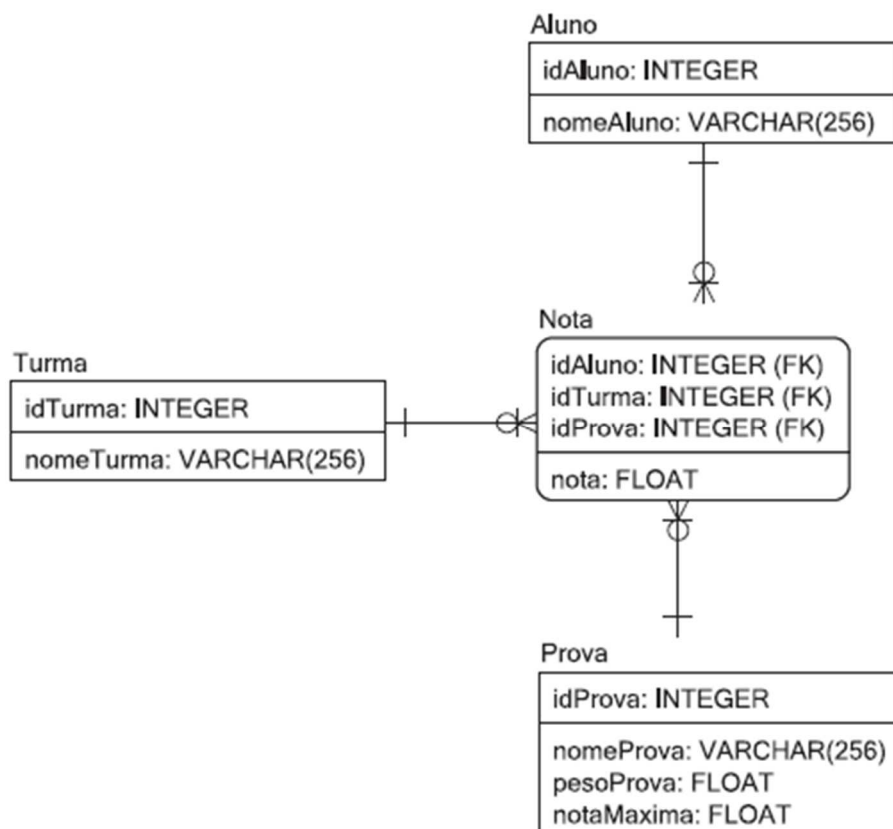 Aluno
idAluno: INTEGER
nomeAluno: VARCHAR(256)
Nota
idAluno: INTEGER (FK)
idTurma: INTEGER (FK)
idProva: INTEGER (FK)
nota: FLOAT
Turma
idTurma: INTEGER
nomeTurma: VARCHAR(256)
Prova
idProva: INTEGER
nomeProva: VARCHAR(256)
pesoProva: FLOAT
notaMaxima: FLOAT